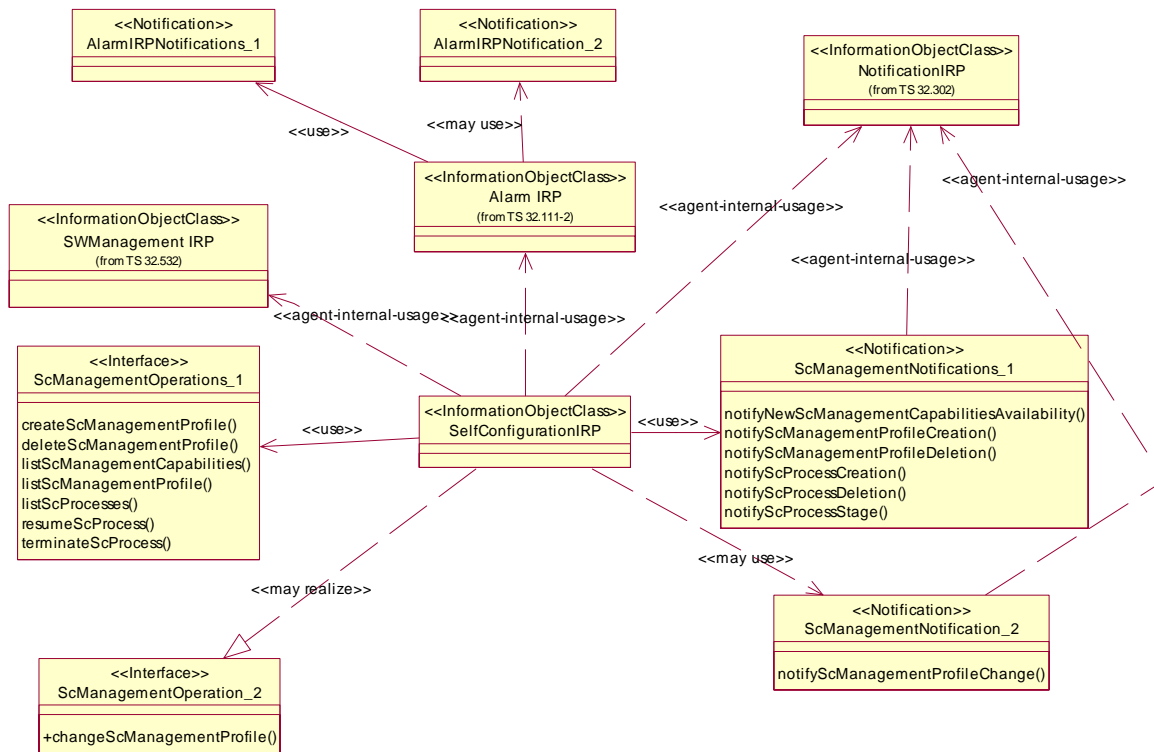 <<Notification>>
AlarmIRPNotifications_1
<<Notification>>
AlarmIRPNotification_2
<<InformationObjectClass>>
NotificationIRP
(from TS 32.302)
<<use>>
<<may use>>
<<InformationObjectClass>>
Alarm IRP
(from TS 32.111-2)
<<agent-internal-usage>>
<<InformationObjectClass>>
SWManagement IRP
(from TS 32.532)
<<agent-internal-usage>>
<<agent-internal-usage>>
<<agent-internal-usage>>
<<agent-internal-usage>>
<<Interface>>
ScManagementOperations_1
createScManagementProfile()
deleteScManagementProfile()
listScManagementCapabilities()
listScManagementProfile()
listScProcesses()
resumeScProcess()
terminateScProcess()
<<use>>
<<InformationObjectClass>>
SelfConfigurationIRP
<<use>>
<<Notification>>
ScManagementNotifications_1
notifyNewScManagementCapabilitiesAvailability()
notifyScManagementProfileCreation()
notifyScManagementProfileDeletion()
notifyScProcessCreation()
notifyScProcessDeletion()
notifyScProcessStage()
<<may realize>>
<<may use>>
<<Notification>>
ScManagementNotification_2
notifyScManagementProfileChange()
<<Interface>>
ScManagementOperation_2
+changeScManagementProfile()